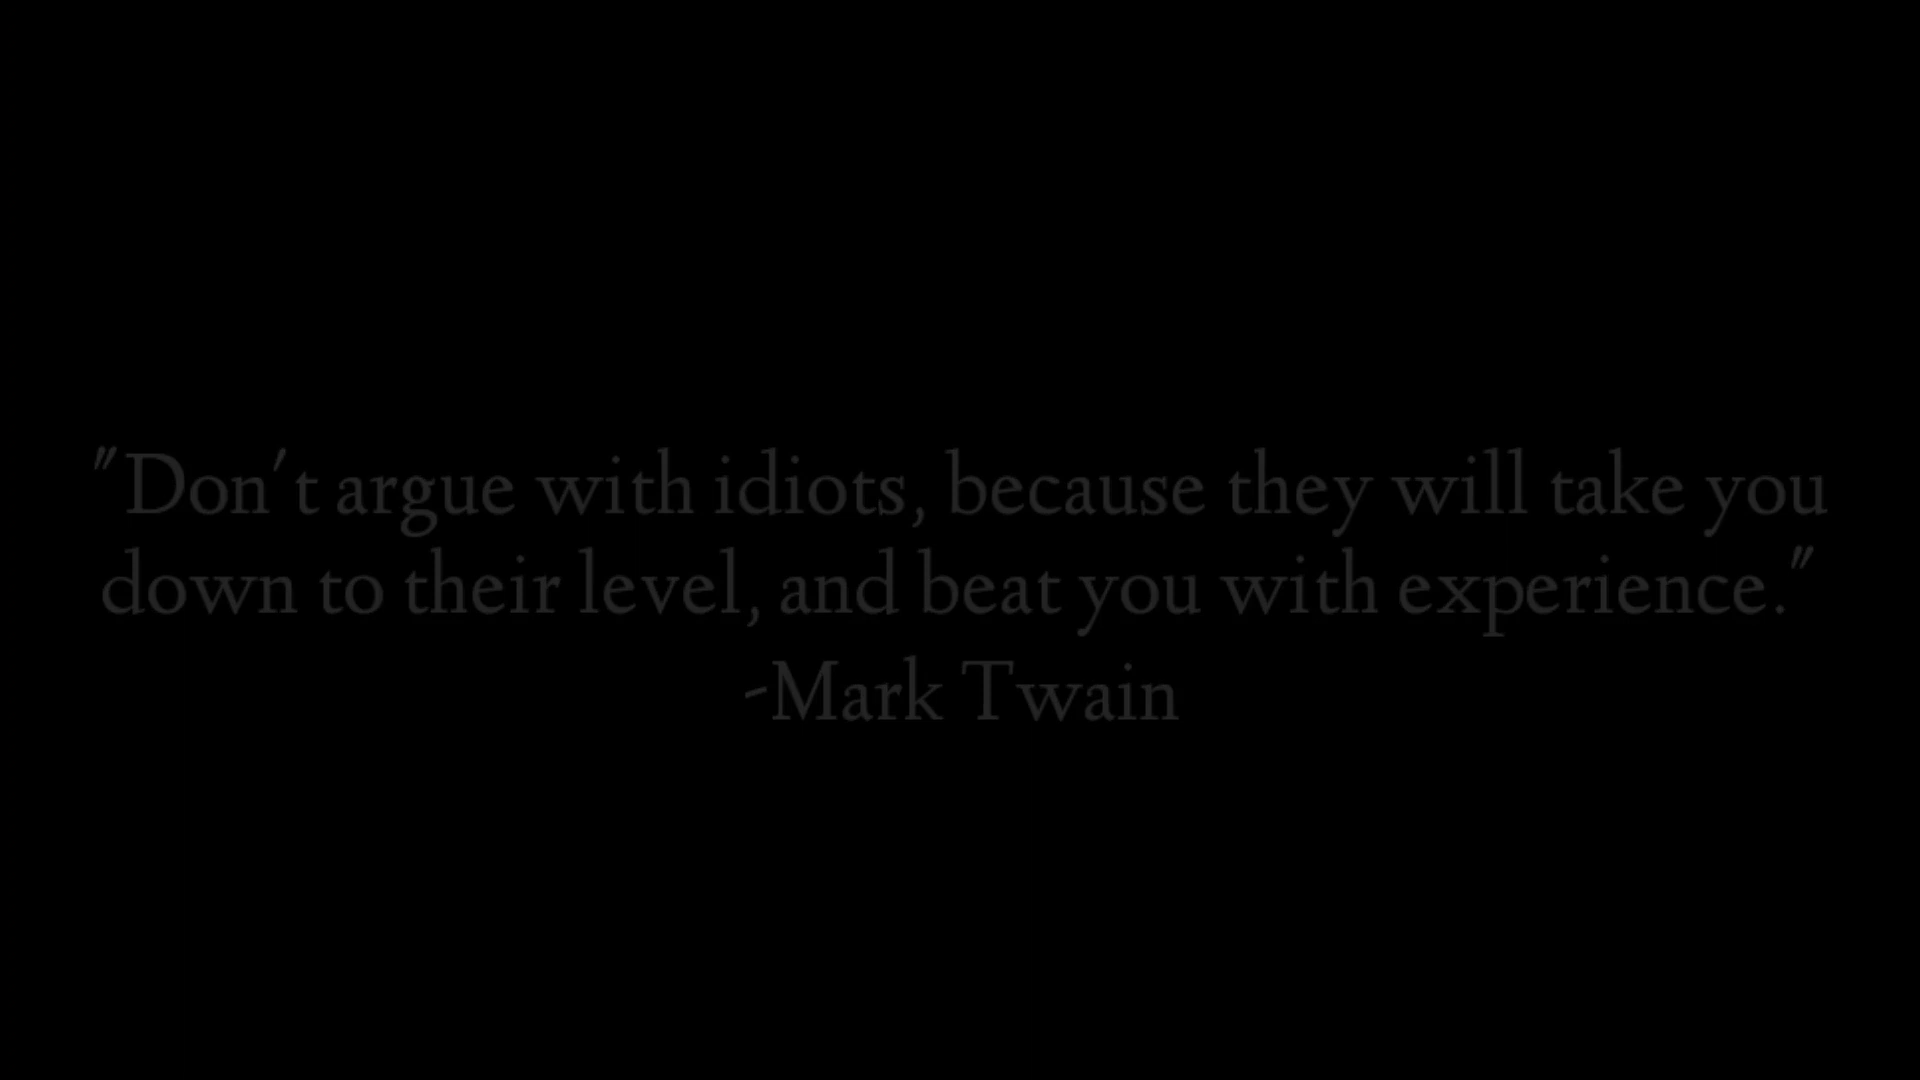 "Don't argue with idiots, because they will take you
down to their level, and beat you with experience."
-Mark Twain